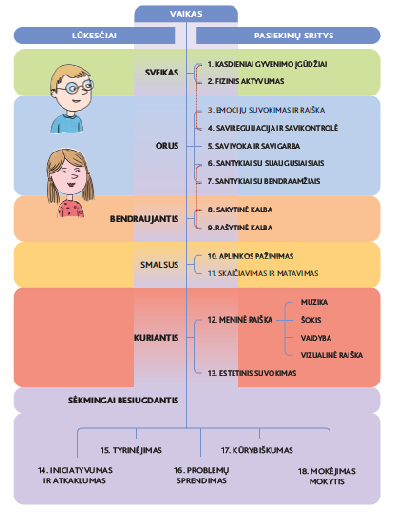 VAIKAS
LŪKESČIAI
PASIEKIMŲ SRITYS
SVEIKAS
1. KASDIENIAI GYVENIMO ĮGŪDŽIAI
2. FIZINIS AKTYVUMAS
ORUS
3. EMOCIJŲ SUVOKIMAS IR RAIŠKA
4. SAVIREGULIACIJA IR SAVIKONTROLĖ
5. SAVIVOKA IR SAVIGARBA
6. SANTYKIAI SU SUAUGUSIAISIAIS
7. SANTYKIAI SU BENDRAAMŽIAIS
BENDRAUJANTIS
8. SAKYTINĖ KALBA
9. RAŠYTINĖ KALBA
SMALSUS
10. APLINKOS PAŽINIMAS
11. SKAIČIAVIMAS IR MATAVIMAS
KURIANTIS
12. MENINĖ RAIŠKA
MUZIKA
ŠOKIS
VAIDYBA
VIZUALINĖ RAIŠKA
13. ESTETINIS SUVOKIMAS
SĖKMINGAI BESIUGDANTIS
15. TYRINĖJIMAS
17. KŪRYBIŠKUMAS
14. INICIATYVUMAS
IR ATKAKLUMAS
16. PROBLEMŲ
SPRENDIMAS
18. MOKĖJIMAS
MOKYTIS